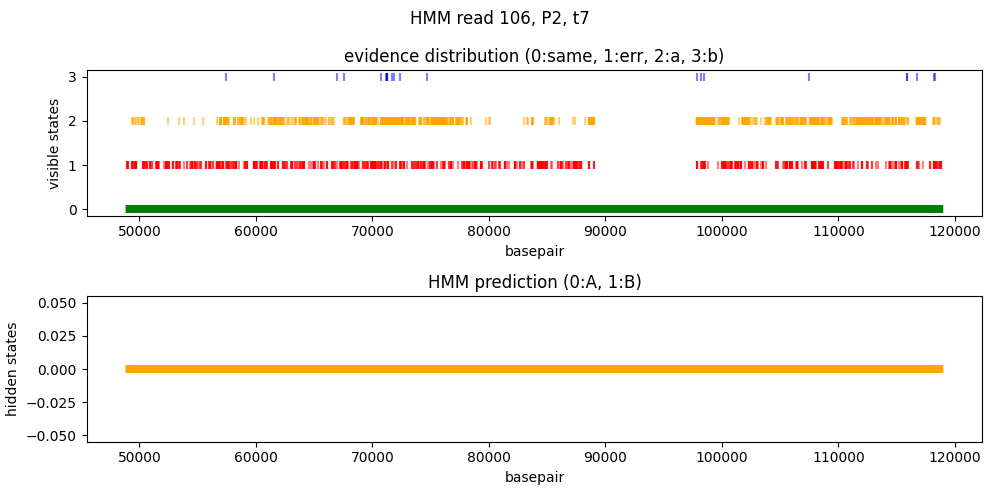 HMM read 106, P2, t7
evidence distribution (0:same, 1:err, 2:a, 3:b)
visible states
3
2
1
0
50000 60000 70000 80000 90000 100000 110000 120000
basepair
HMM prediction (0:A, 1:B)
hidden states
0.050
0.025
0.000
−0.025
−0.050
50000 60000 70000 80000 90000 100000 110000 120000
basepair